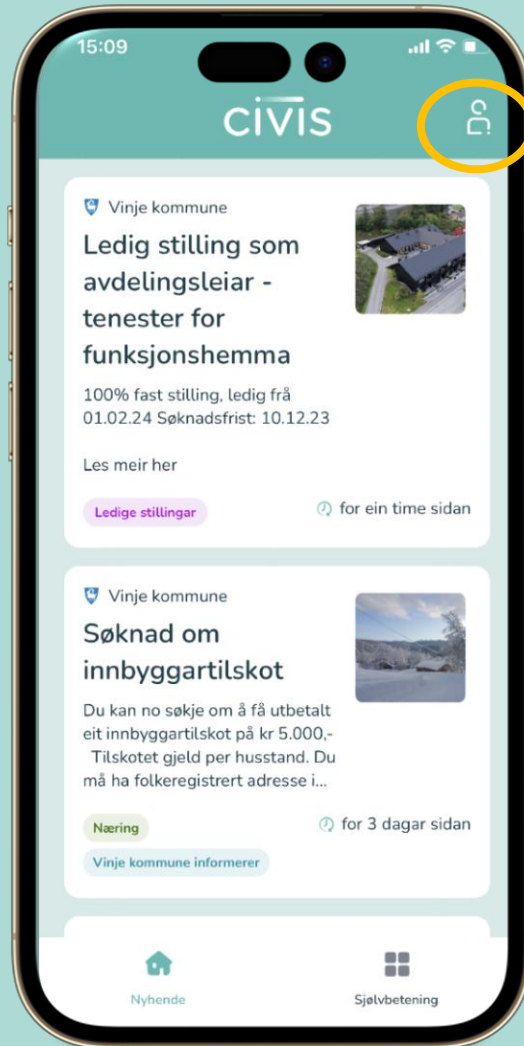 15:09
CIVIS
Vinje kommune
Ledig stilling som
avdelingsleiar -
tenester for
funksjonshemma
100% fast stilling, ledig frå
01.02.24 Søknadsfrist: 10.12.23
Les meir her
Ledige stillingar
for ein time sidan
Vinje kommune
Søknad om
innbyggartilskot
Du kan no søkje om å få utbetalt
eit innbyggartilskot på kr 5.000,-
Tilskotet gjeld per husstand. Du
må ha folkeregistrert adresse i...
Næring
for 3 dagar sidan
Vinje kommune informerer
Nyhende
Sjølvbetening